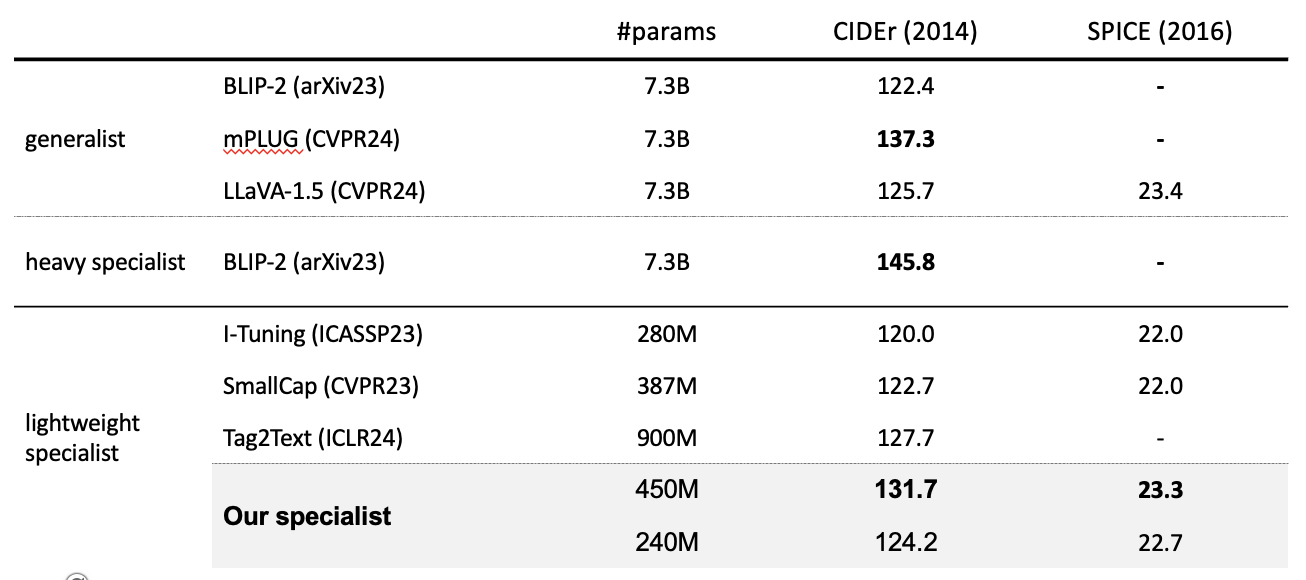 #params CIDEr (2014) SPICE (2016)
BLIP-2 (arXiv23) 7.3B 122.4 -
generalist mPLUG (CVPR24) 7.3B 137.3 -
LLaVA-1.5 (CVPR24) 7.3B 125.7 23.4
heavy specialist BLIP-2 (arXiv23) 7.3B 145.8 -
I-Tuning (ICASSP23) 280M 120.0 22.0
SmallCap (CVPR23) 387M 122.7 22.0
lightweight
specialist
Tag2Text (ICLR24) 900M 127.7 -
Our specialist
450M 131.7 23.3
240M 124.2 22.7